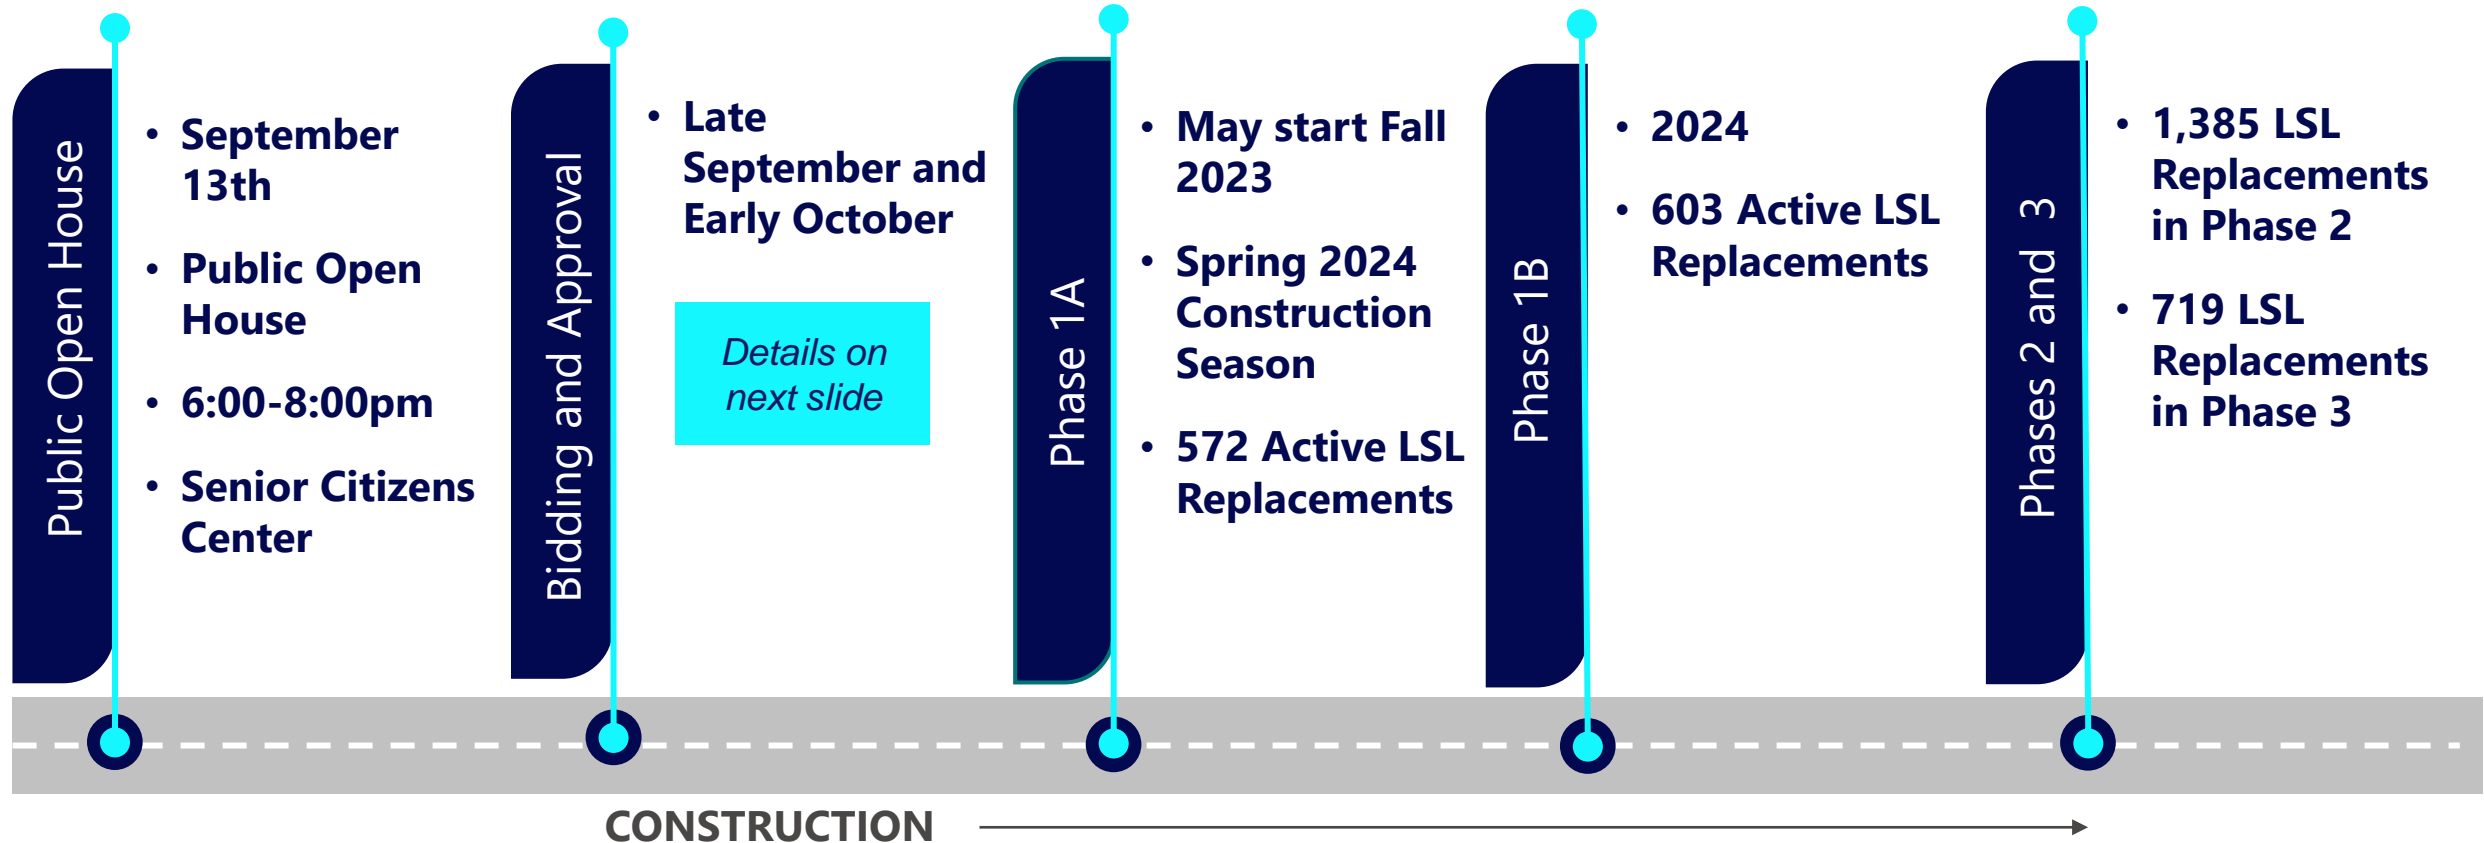 Public Open House
• September
13th
• Public Open
House
• 6:00-8:00pm
• Senior Citizens
Center
Bidding and Approval
• Late
September and
Early October
Details on
next slide
Phase 1A
• May start Fall
2023
• Spring 2024
Construction
Season
• 572 Active LSL
Replacements
Phase 1B
• 2024
• 603 Active LSL
Replacements
Phases 2 and 3
• 1,385 LSL
Replacements
in Phase 2
• 719 LSL
Replacements
in Phase 3
CONSTRUCTION